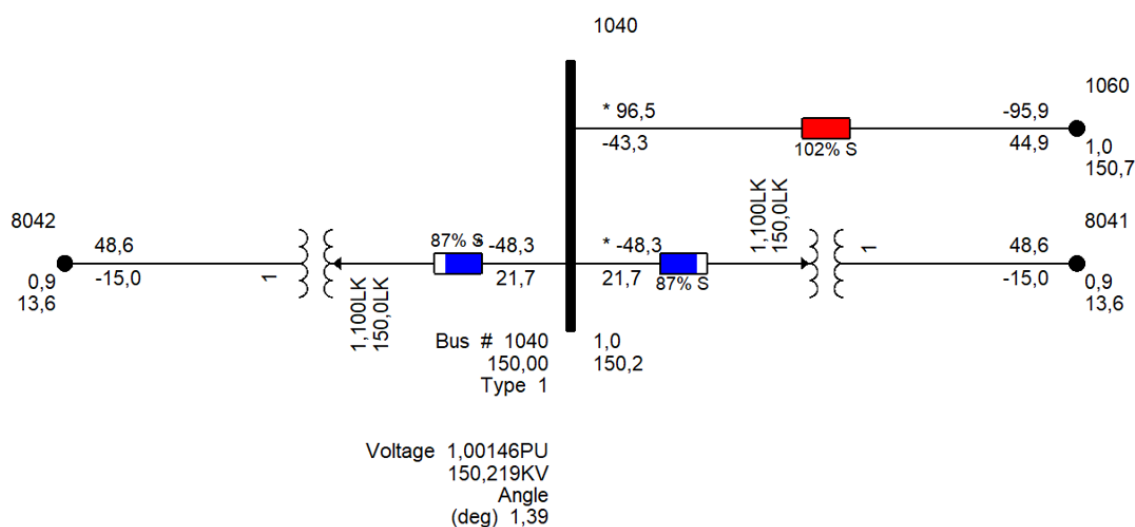 1040
1060
* 96,5
-95,9
-43,3
44,9
102% S
1,0
150,7
1,100LK
150,0LK
8042
8041
48,6
87% S
* -48,3
* -48,3
1
48,6
-15,0
1
21,7
21,7
87% S
-15,0
0,9
13,6
0,9
13,6
1,100LK
150,0LK
Bus # 1040
150,00
Type 1
1,0
150,2
Voltage 1,00146PU
150,219KV
Angle
(deg) 1,39